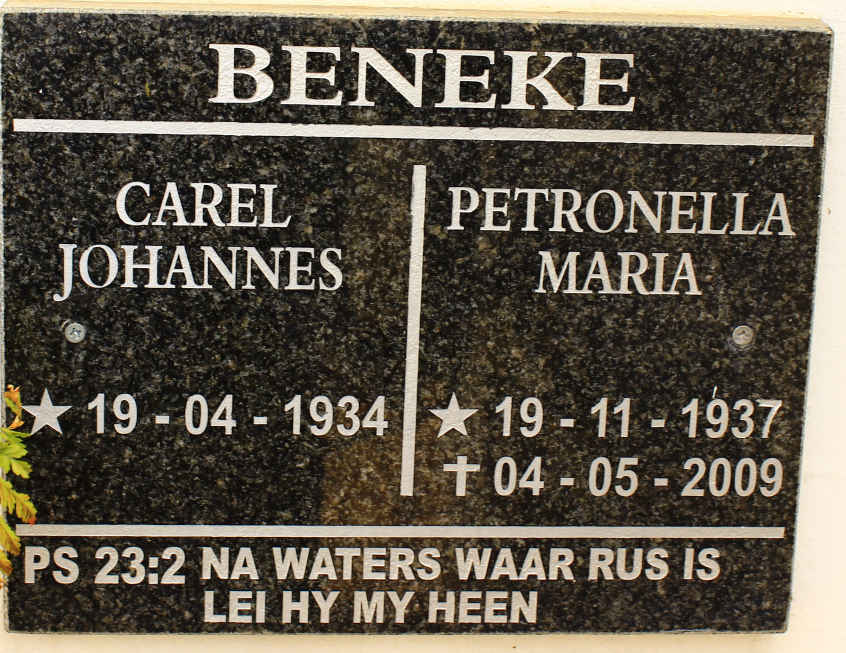 BENEKE
CAREL
JOHANNES
★ 19 - 04 - 1934
PETRONELLA
MARIA
★ 19 - 11 - 1937
✝ 04 - 05 - 2009
PS 23:2 NA WATERS WAAR RUS IS
LEI HY MY HEEN